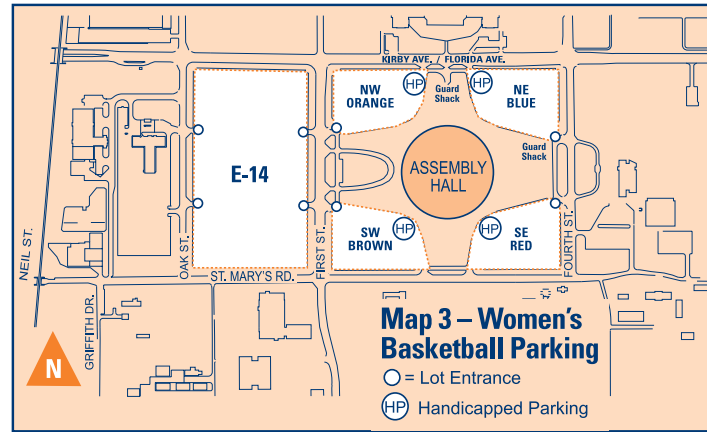 KIRBY AVE. / FLORIDA AVE.
NW
ORANGE
HP
Guard
Shack
HP
NE
BLUE
E-14
ASSEMBLY
HALL
Guard
Shack
SW
BROWN
HP
HP
SE
RED
NEIL ST.
OAK ST.
FIRST ST.
FOURTH ST.
ST. MARY'S RD.
GRIFFITH DR.
N
Map 3 – Women's
Basketball Parking
= Lot Entrance
HP Handicapped Parking